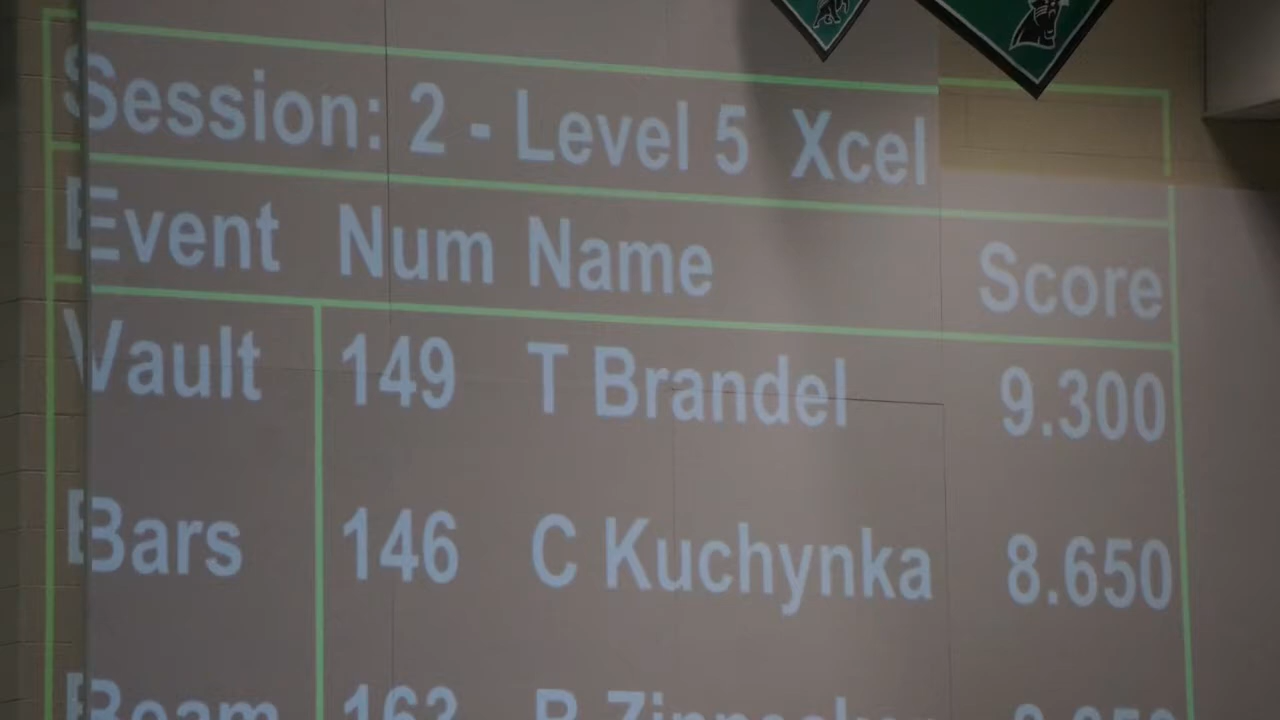 Session: 2 - Level 5 Xcel
Event Num Name Score
Vault 149 T Brandel 9.300
Bars 146 C Kuchynka 8.650
Beam